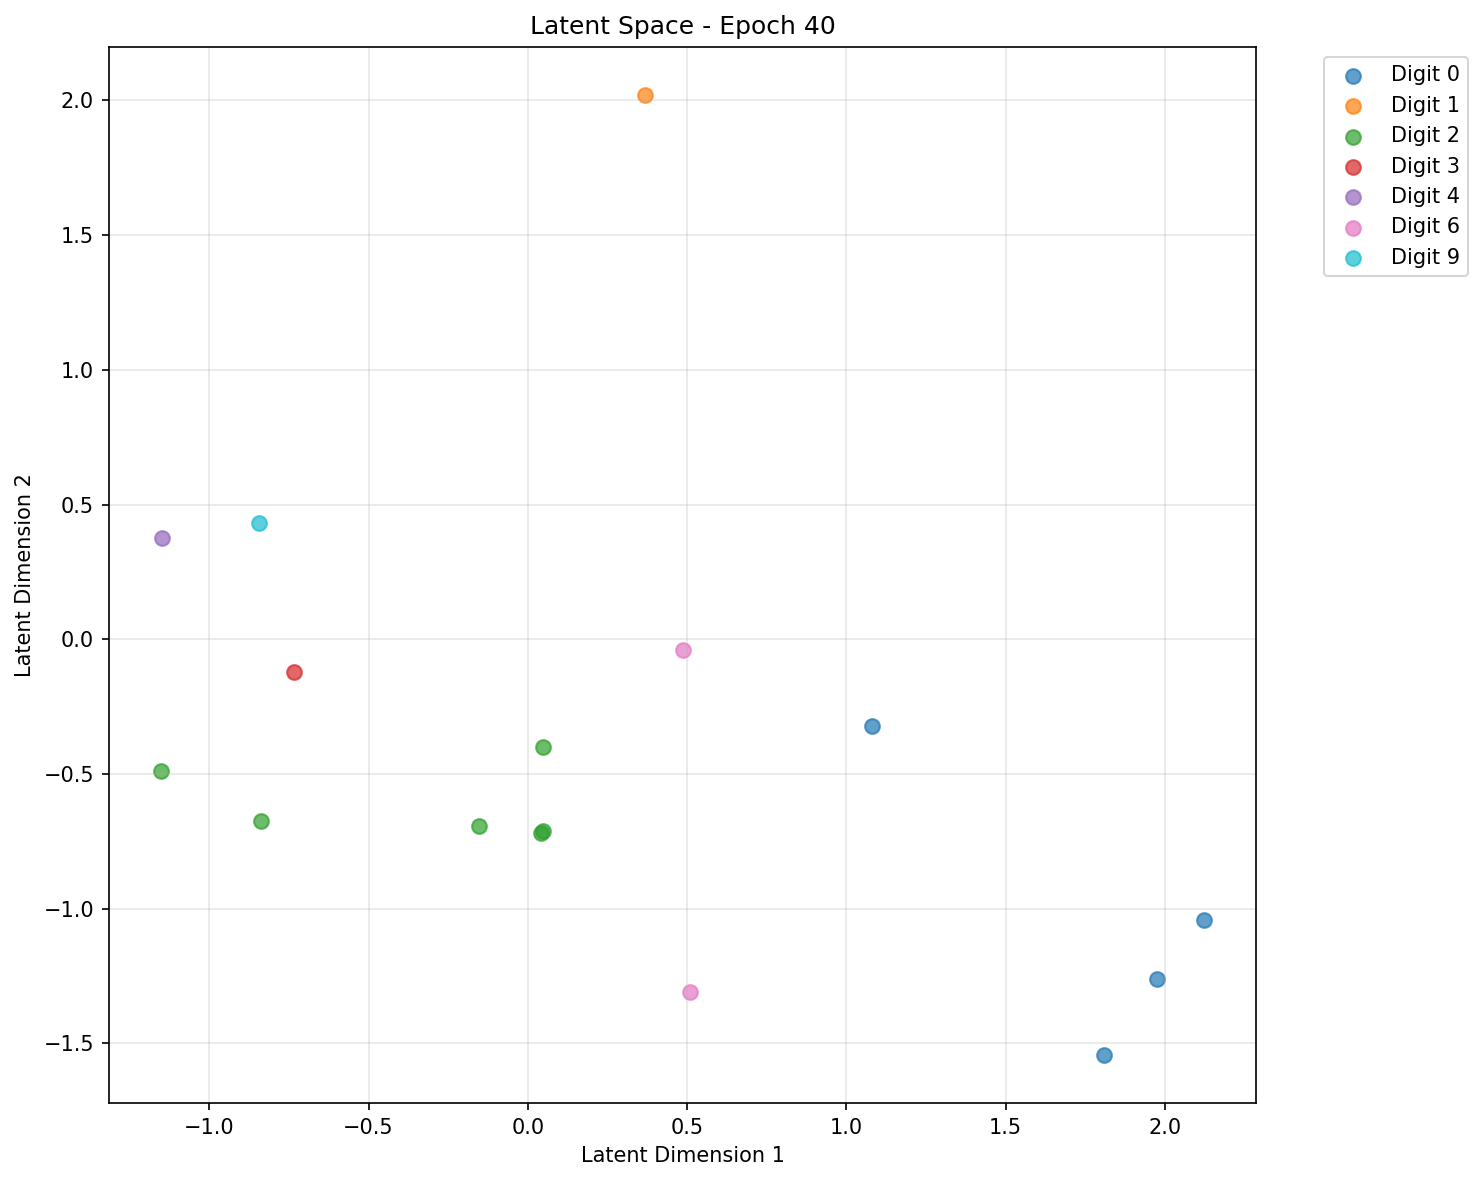 Latent Space - Epoch 40
Digit 0
Digit 1
Digit 2
Digit 3
Digit 4
Digit 6
Digit 9
Latent Dimension 2
2.0
1.5
1.0
0.5
0.0
−0.5
−1.0
−1.5
−1.0
−0.5
0.0
0.5
1.0
1.5
2.0
Latent Dimension 1